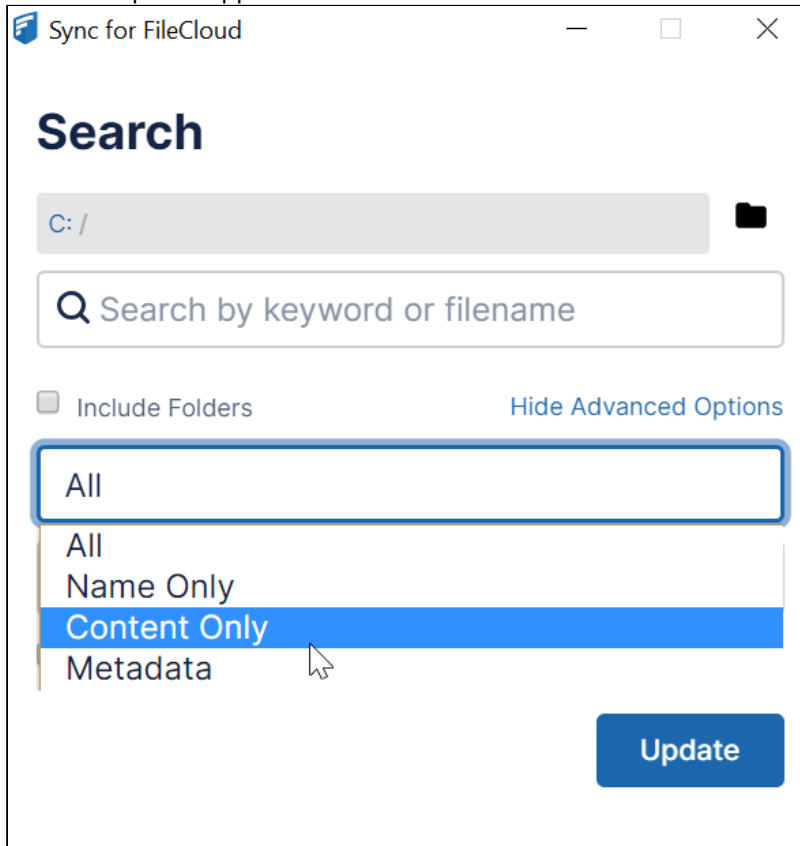 Sync for FileCloud
Search
C: /
Search by keyword or filename
Include Folders Hide Advanced Options
All
All
Name Only
Content Only
Metadata
Update